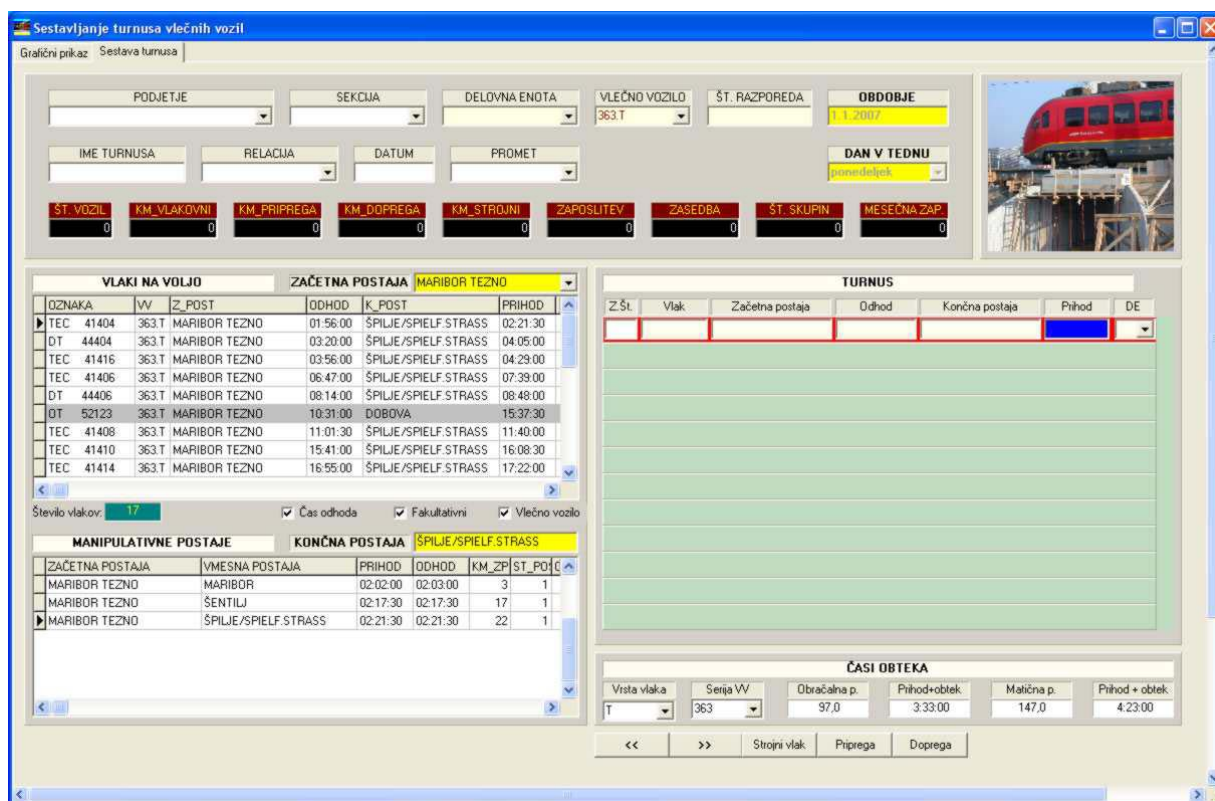 Sestavljanje turnusa vlečnih vozil
Grafični prikaz Sestava turnusa
PODJETJE SEKCIJA DELOVNA ENOTA VLEČNO VOZILO ŠT. RAZPOREDA OBDOBJE
363.T 1.1.2007
IME TURNUSA RELACIJA DATUM PROMET DAN V TEDNU
ponedeljek
ŠT. VOZIL KM_VLAKOVNI KM_PRIPREGA KM_DOPREGA KM_STROJNI ZAPOSLITEV ZASEDBA ŠT. SKUPIN MESEČNA ZAP.
0 0 0 0 0 0 0 0 0
VLAKI NA VOLJO ZAČETNA POSTAJA MARIBOR TEZNO
OZNAKA VV Z_POST ODHOD K_POST PRIHOD
TEC 41404 363.T MARIBOR TEZNO 01:56:00 ŠPILJE/SPIELF.STRASS 02:21:30
DT 44404 363.T MARIBOR TEZNO 03:20:00 ŠPILJE/SPIELF.STRASS 04:05:00
TEC 41416 363.T MARIBOR TEZNO 03:56:00 ŠPILJE/SPIELF.STRASS 04:29:00
TEC 41406 363.T MARIBOR TEZNO 06:47:00 ŠPILJE/SPIELF.STRASS 07:39:00
DT 44406 363.T MARIBOR TEZNO 08:14:00 ŠPILJE/SPIELF.STRASS 08:48:00
OT 52123 363.T MARIBOR TEZNO 10:31:00 DOBOVA 15:37:30
TEC 41408 363.T MARIBOR TEZNO 11:01:30 ŠPILJE/SPIELF.STRASS 11:40:00
TEC 41410 363.T MARIBOR TEZNO 15:41:00 ŠPILJE/SPIELF.STRASS 16:08:30
TEC 41414 363.T MARIBOR TEZNO 16:55:00 ŠPILJE/SPIELF.STRASS 17:22:00
Število vlakov: 17 Čas odhoda Fakultativni Vlečno vozilo
MANIPULATIVNE POSTAJE KONČNA POSTAJA ŠPILJE/SPIELF.STRASS
ZAČETNA POSTAJA VMESNA POSTAJA PRIHOD ODHOD KM_ZP
MARIBOR TEZNO MARIBOR 02:02:00 02:03:00 3 1
MARIBOR TEZNO ŠENTILJ 02:17:30 02:17:30 17 1
MARIBOR TEZNO ŠPILJE/SPIELF.STRASS 02:21:30 02:21:30 22 1
TURNUS
Z.Št. Vlak Začetna postaja Odhod Končna postaja Prihod DE
ČASI OBTEKA
Vrsta vlaka Serija VV Obračalna p. Prihod+obtek Matična p. Prihod + obtek
T 363 97,0 3:33:00 147,0 4:23:00
<< >> Strojni vlak Priprega Doprega